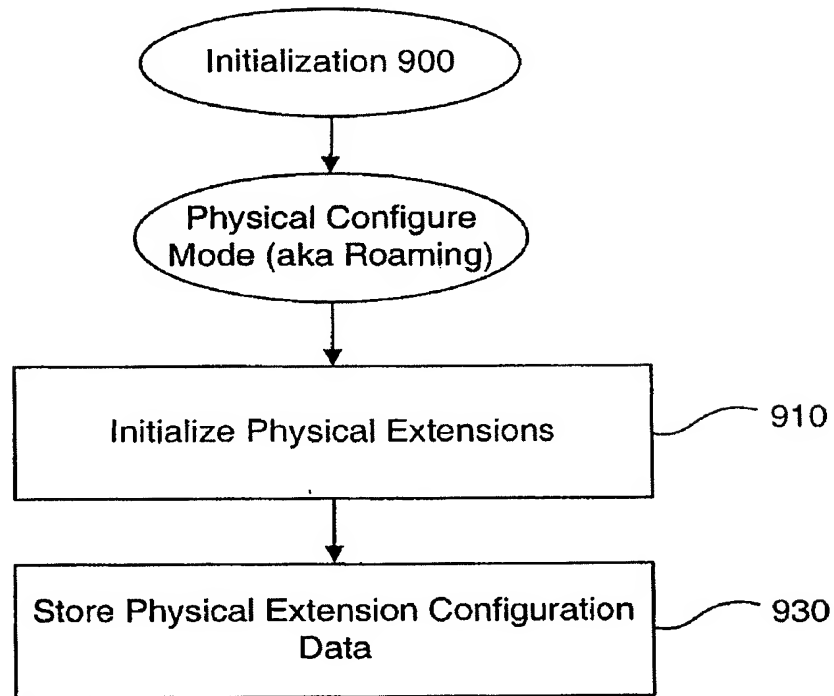 Initialization 900
Physical Configure
Mode (aka Roaming)
Initialize Physical Extensions
910
Store Physical Extension Configuration
Data
930